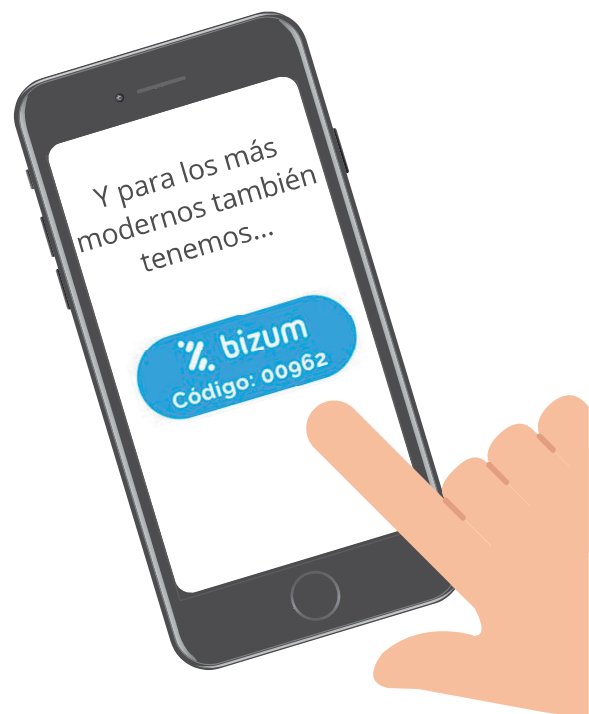 Y para los más
modernos también
tenemos...
bizum
Código: 00962